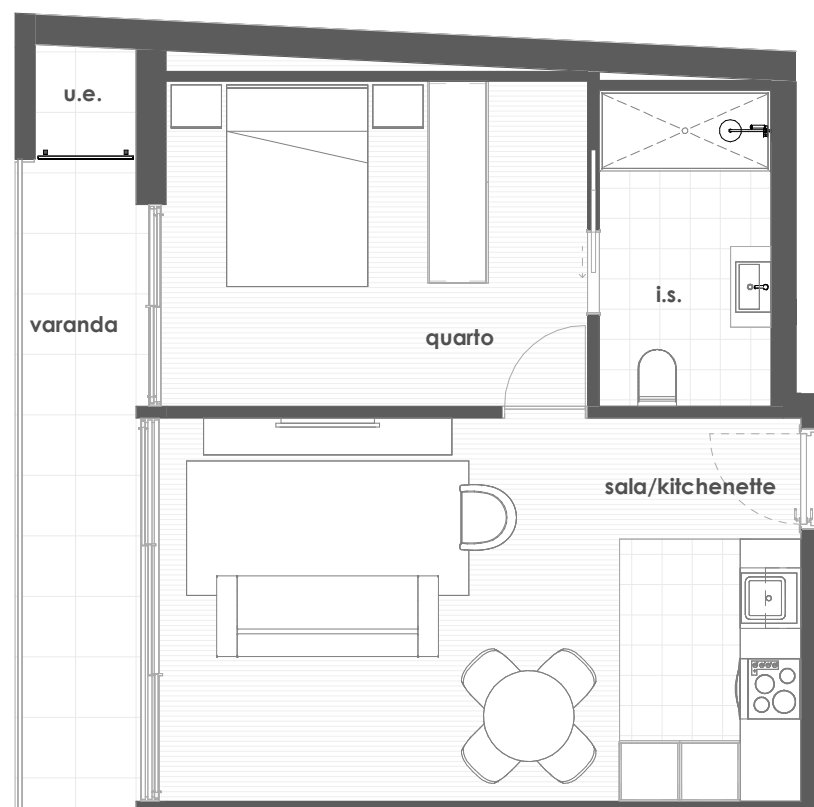 u.e.
i.s.
varanda
quarto
sala/kitchenette